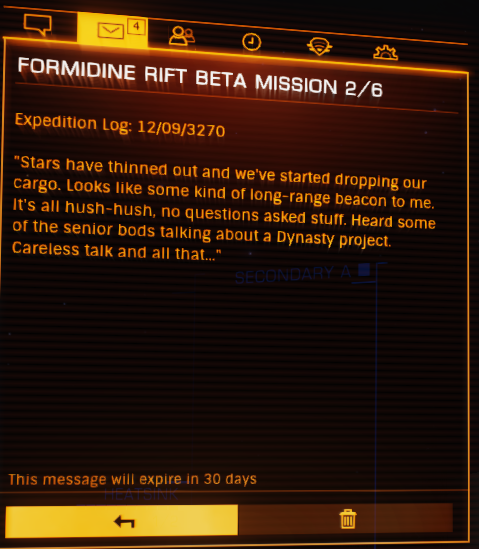 4
FORMIDINE RIFT BETA MISSION 2/6
Expedition Log: 12/09/3270
"Stars have thinned out and we've started dropping our
cargo. Looks like some kind of long-range beacon to me.
It's all hush-hush, no questions asked stuff. Heard some
of the senior bods talking about a Dynasty project.
Careless talk and all that..."
SECONDARY A
This message will expire in 30 days
HEATSINK